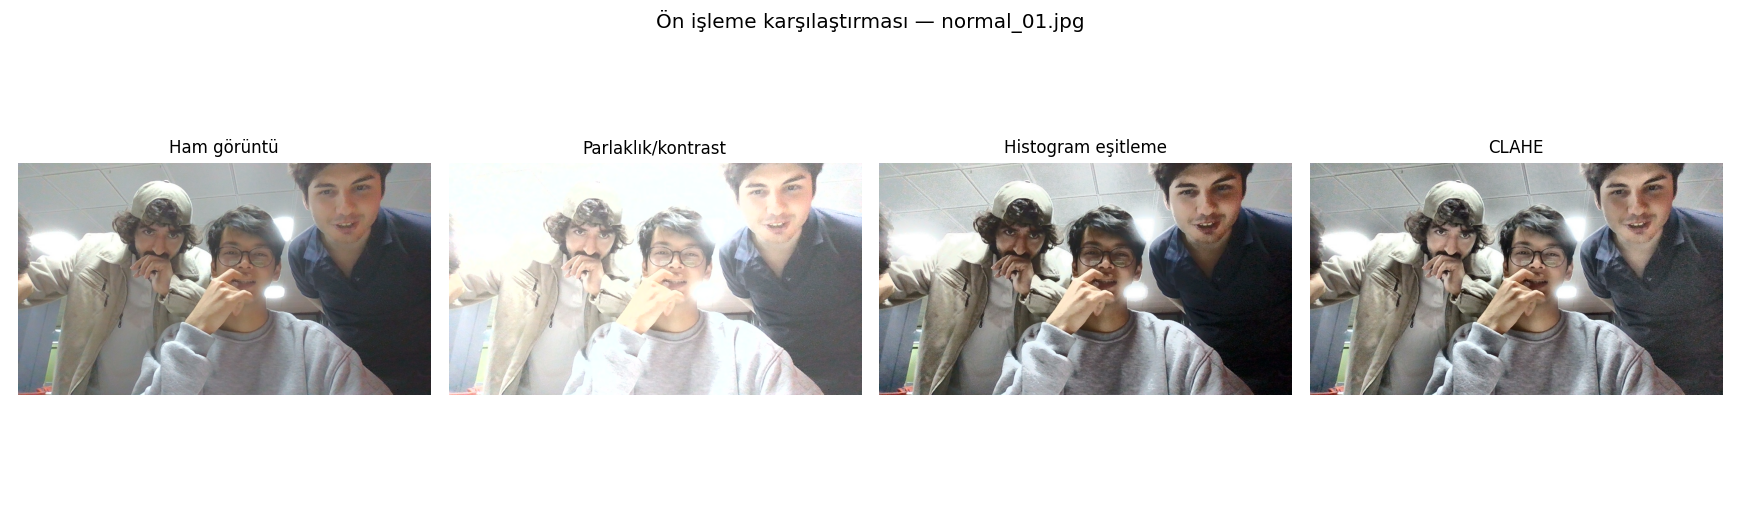 Ön işleme karşılaştırması — normal_01.jpg
Ham görüntü
Parlaklık/kontrast
Histogram eşitleme
CLAHE